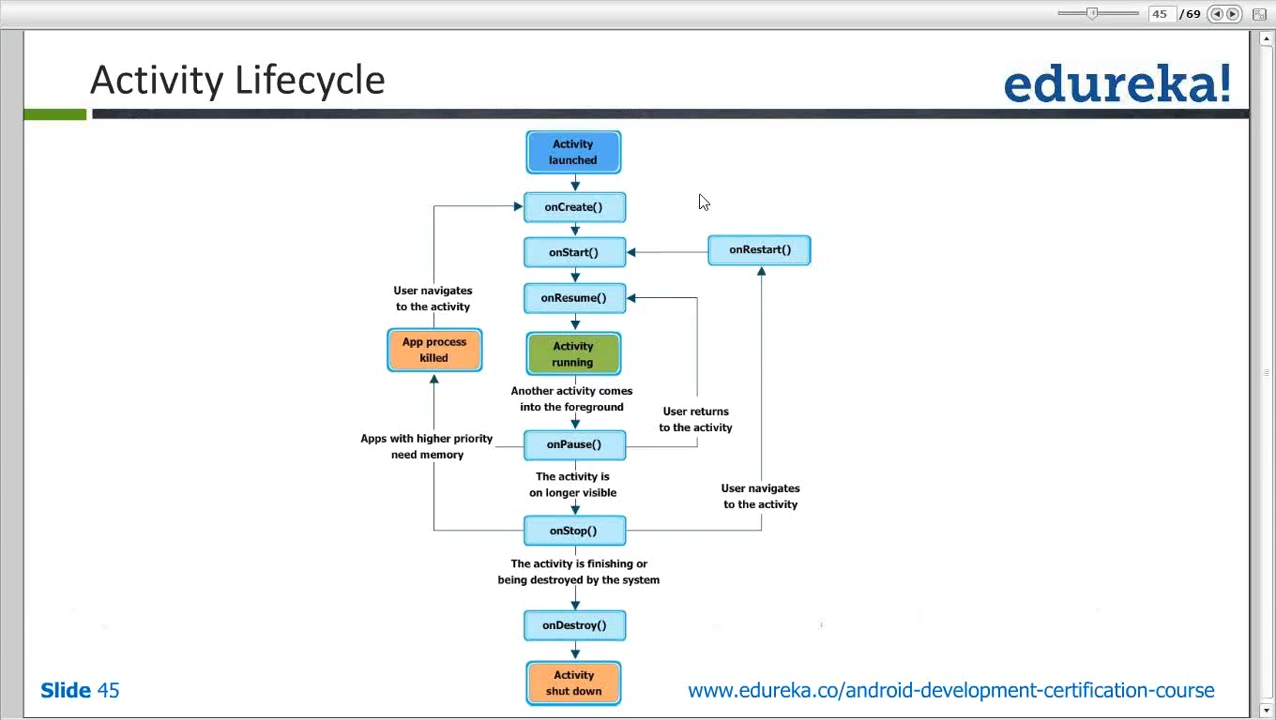 45 /69
Activity Lifecycle
edureka!
Activity
launched
onCreate()
onStart()
onRestart()
onResume()
User navigates
to the activity
App process
killed
Activity
running
Another activity comes
into the foreground
User returns
to the activity
Apps with higher priority
need memory
onPause()
The activity is
on longer visible
User navigates
to the activity
onStop()
The activity is finishing or
being destroyed by the system
onDestroy()
Activity
shut down
Slide 45
www.edureka.co/android-development-certification-course